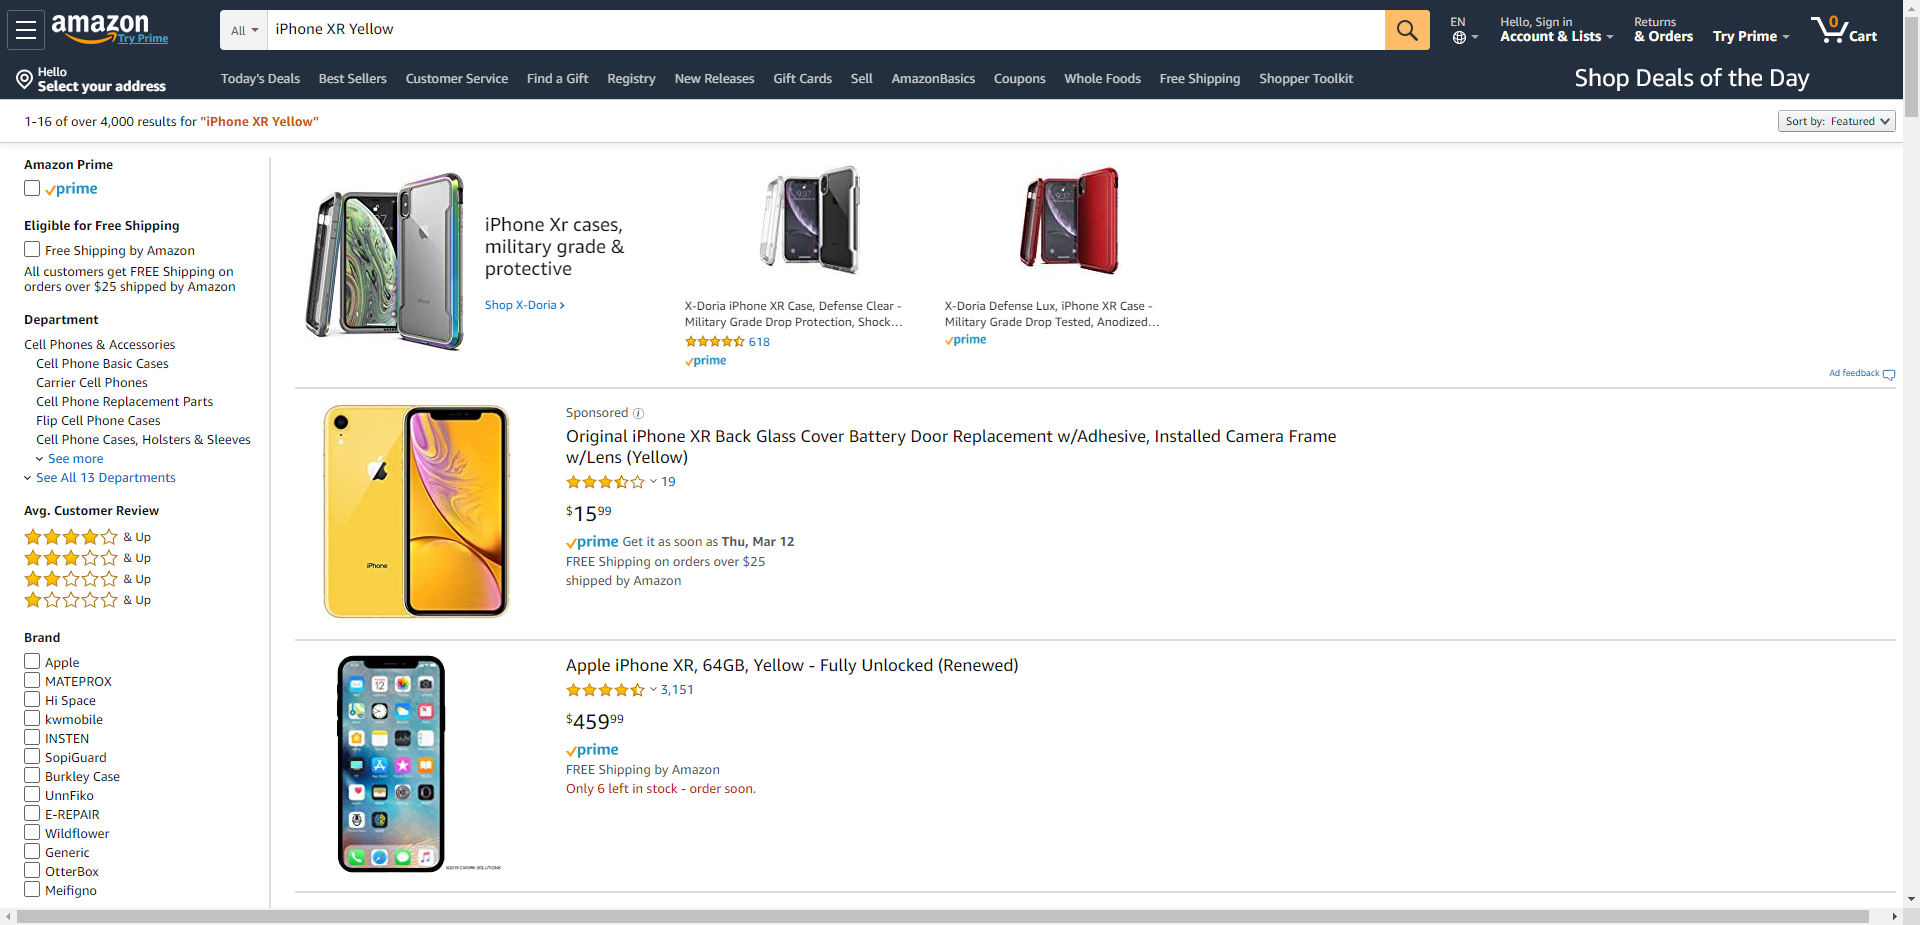 amazon
Try Prime
All
iPhone XR Yellow
EN
Hello, Sign in
Account & Lists
Returns
& Orders
Try Prime
0
Cart
Hello
Select your address
Today's Deals
Best Sellers
Customer Service
Find a Gift
Registry
New Releases
Gift Cards
Sell
AmazonBasics
Coupons
Whole Foods
Free Shipping
Shopper Toolkit
Shop Deals of the Day
1-16 of over 4,000 results for "iPhone XR Yellow"
Sort by: Featured
Amazon Prime
prime
Eligible for Free Shipping
Free Shipping by Amazon
All customers get FREE Shipping on
orders over $25 shipped by Amazon
Department
Cell Phones & Accessories
Cell Phone Basic Cases
Carrier Cell Phones
Cell Phone Replacement Parts
Flip Cell Phone Cases
Cell Phone Cases, Holsters & Sleeves
See more
See All 13 Departments
Avg. Customer Review
& Up
& Up
& Up
& Up
Brand
Apple
MATEPROX
Hi Space
kwmobile
INSTEN
SopiGuard
Burkley Case
UnnFiko
E-REPAIR
Wildflower
Generic
OtterBox
Meifigno
iPhone Xr cases,
military grade &
protective
Shop X-Doria
X-Doria iPhone XR Case, Defense Clear -
Military Grade Drop Protection, Shock...
618
prime
X-Doria Defense Lux, iPhone XR Case -
Military Grade Drop Tested, Anodized...
prime
Ad feedback
iPhone
Sponsored
Original iPhone XR Back Glass Cover Battery Door Replacement w/Adhesive, Installed Camera Frame
w/Lens (Yellow)
19
$15.99
prime Get it as soon as Thu, Mar 12
FREE Shipping on orders over $25
shipped by Amazon
12
Apple iPhone XR, 64GB, Yellow - Fully Unlocked (Renewed)
3,151
$459.99
prime
FREE Shipping by Amazon
Only 6 left in stock - order soon.